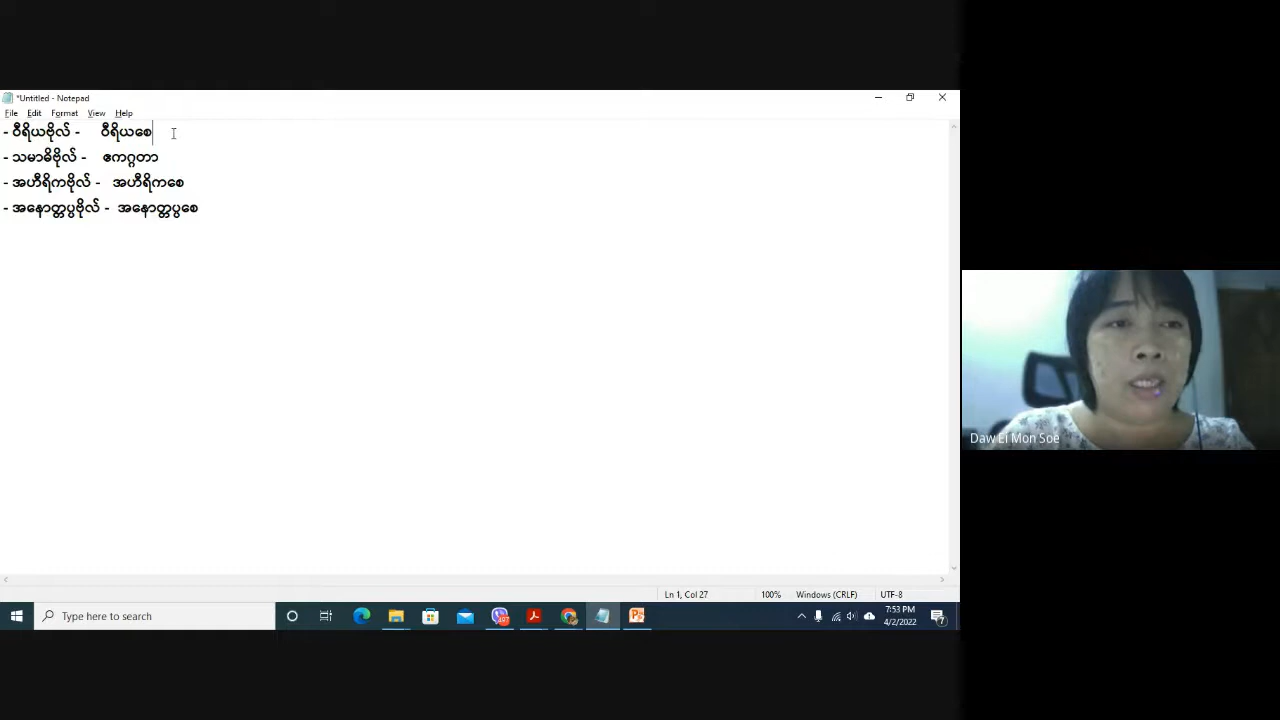 *Untitled - Notepad
File Edit Format View Help
- ဝီရိယဗိုလ် - ဝီရိယစေ
- သမာဓိဗိုလ် - ဧကဂ္ဂတာ
- အဟီရိကဗိုလ် - အဟီရိကစေ
- အနောတ္တပ္ပဗိုလ် - အနောတ္တပ္ပစေ
Daw Ei Mon Soe
Ln 1, Col 27 100% Windows (CRLF) UTF-8
Type here to search
7:53 PM
4/2/2022